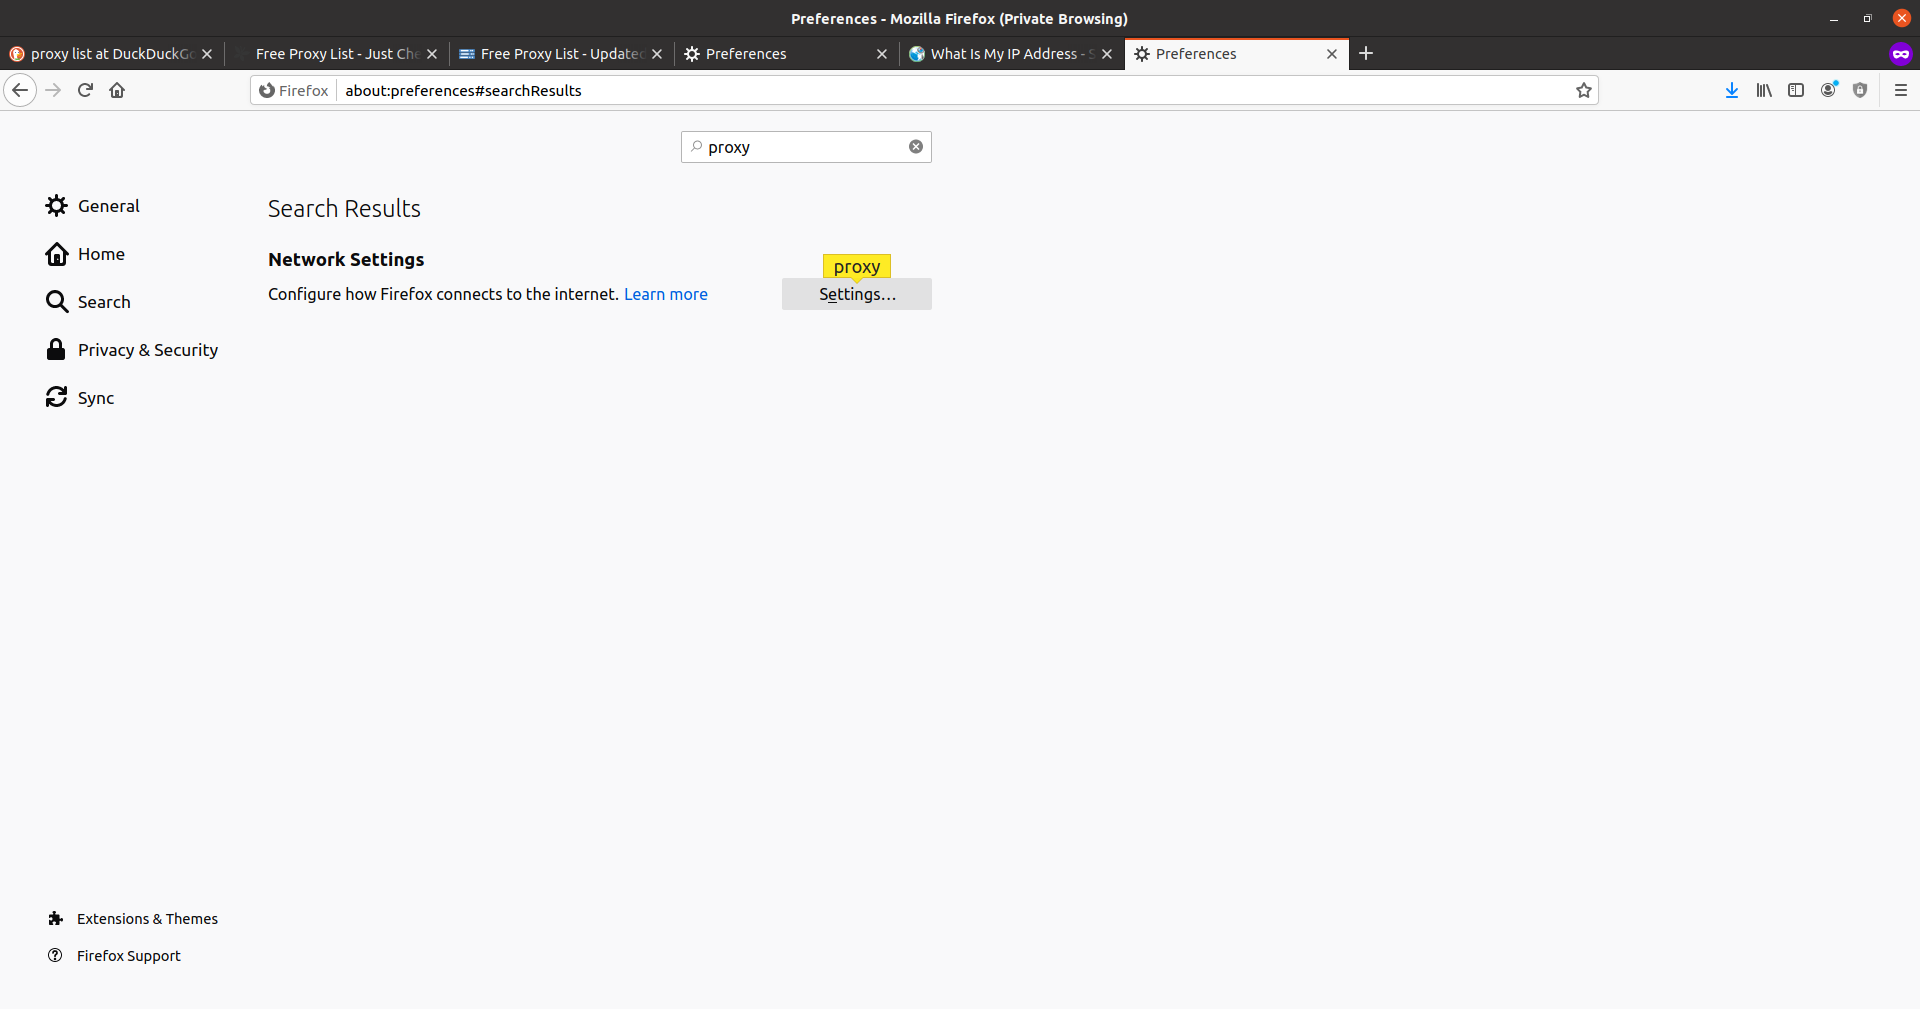 Preferences - Mozilla Firefox (Private Browsing)
proxy list at DuckDuckGo
Free Proxy List - Just Che
Free Proxy List - Updated
Preferences
What Is My IP Address - S
Preferences
Firefox
about:preferences#searchResults
proxy
General
Home
Search
Privacy & Security
Sync
Search Results
Network Settings
proxy
Configure how Firefox connects to the internet. Learn more
Settings…
Extensions & Themes
Firefox Support